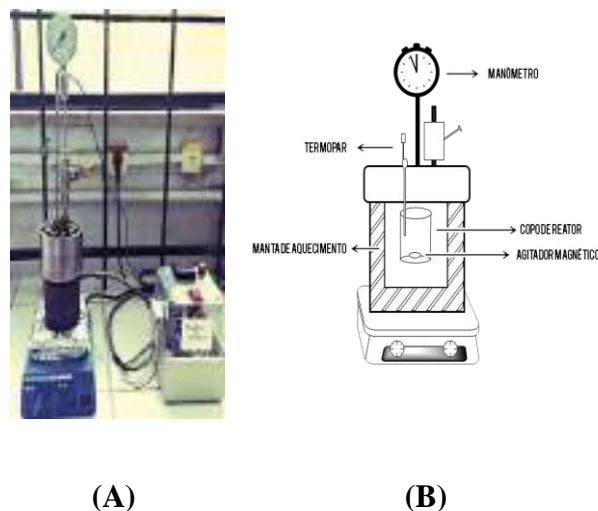 MANÔMETRO
TERMOPAR
COPO DE REATOR
MANTA DE AQUECIMENTO
AGITADOR MAGNÉTICO
(A) (B)